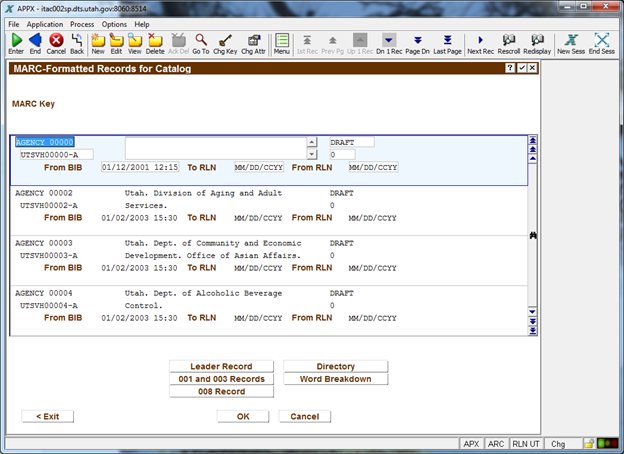 APPX - itac002sp.dts.utah.gov:8060:8514
File Application Process Options Help
End Cancel Back New Edit View Delete Ack Del Go To Chg Key Chg Attr Menu 1st Rec Prev Pg Up 1 Rec Dn 1 Rec Page Dn Last Page Next Rec Rescroll Redisplay New Sess End Sess
Enter
MARC-Formatted Records for Catalog
MARC Key
AGENCY 00000 DRAFT
UTSVH00000-A 0
From BIB 01/12/2001 12:15 To RLN MM/DD/CCYY From RLN MM/DD/CCYY
AGENCY 00002 Utah. Division of Aging and Adult DRAFT
UTSVH00002-A Services. 0
From BIB 01/02/2003 15:30 To RLN MM/DD/CCYY From RLN MM/DD/CCYY
AGENCY 00003 Utah. Dept. of Community and Economic DRAFT
UTSVH00003-A Development. Office of Asian Affairs. 0
From BIB 01/02/2003 15:30 To RLN MM/DD/CCYY From RLN MM/DD/CCYY
AGENCY 00004 Utah. Dept. of Alcoholic Beverage DRAFT
UTSVH00004-A Control. 0
From BIB 01/02/2003 15:30 To RLN MM/DD/CCYY From RLN MM/DD/CCYY
Leader Record Directory
001 and 003 Records Word Breakdown
008 Record
< Exit OK Cancel
APX ARC RLN UT Chg